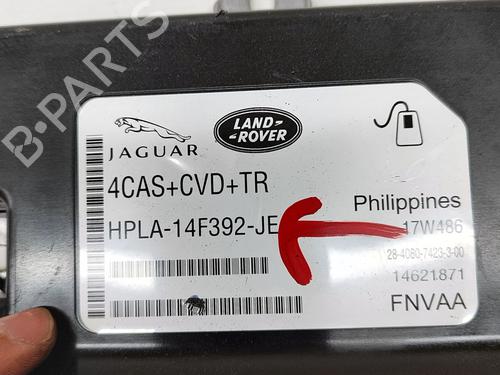 B-PARTS
JAGUAR
LAND-
ROVER
4CAS+CVD+TR
Philippines
HPLA-14F392-JE
17W486
28-4080-7423-3-00
14621871
FNVAA